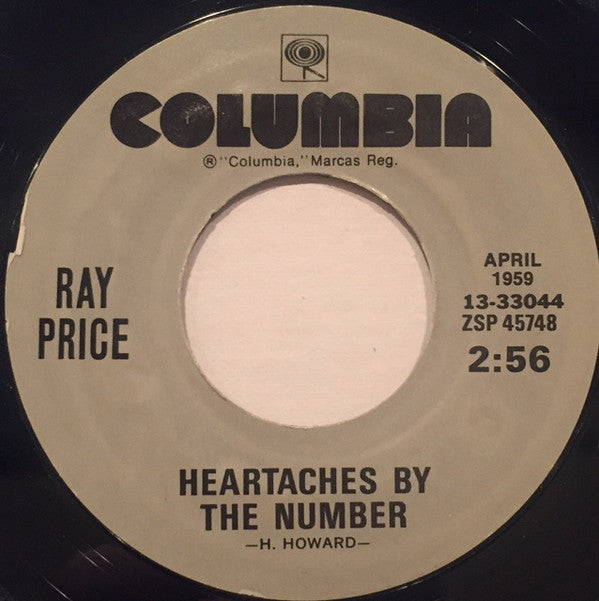 COLUMBIA
®"Columbia,"Marcas Reg.
RAY
PRICE
APRIL
1959
13-33044
ZSP 45748
2:56
HEARTACHES BY
THE NUMBER
—H. HOWARD—